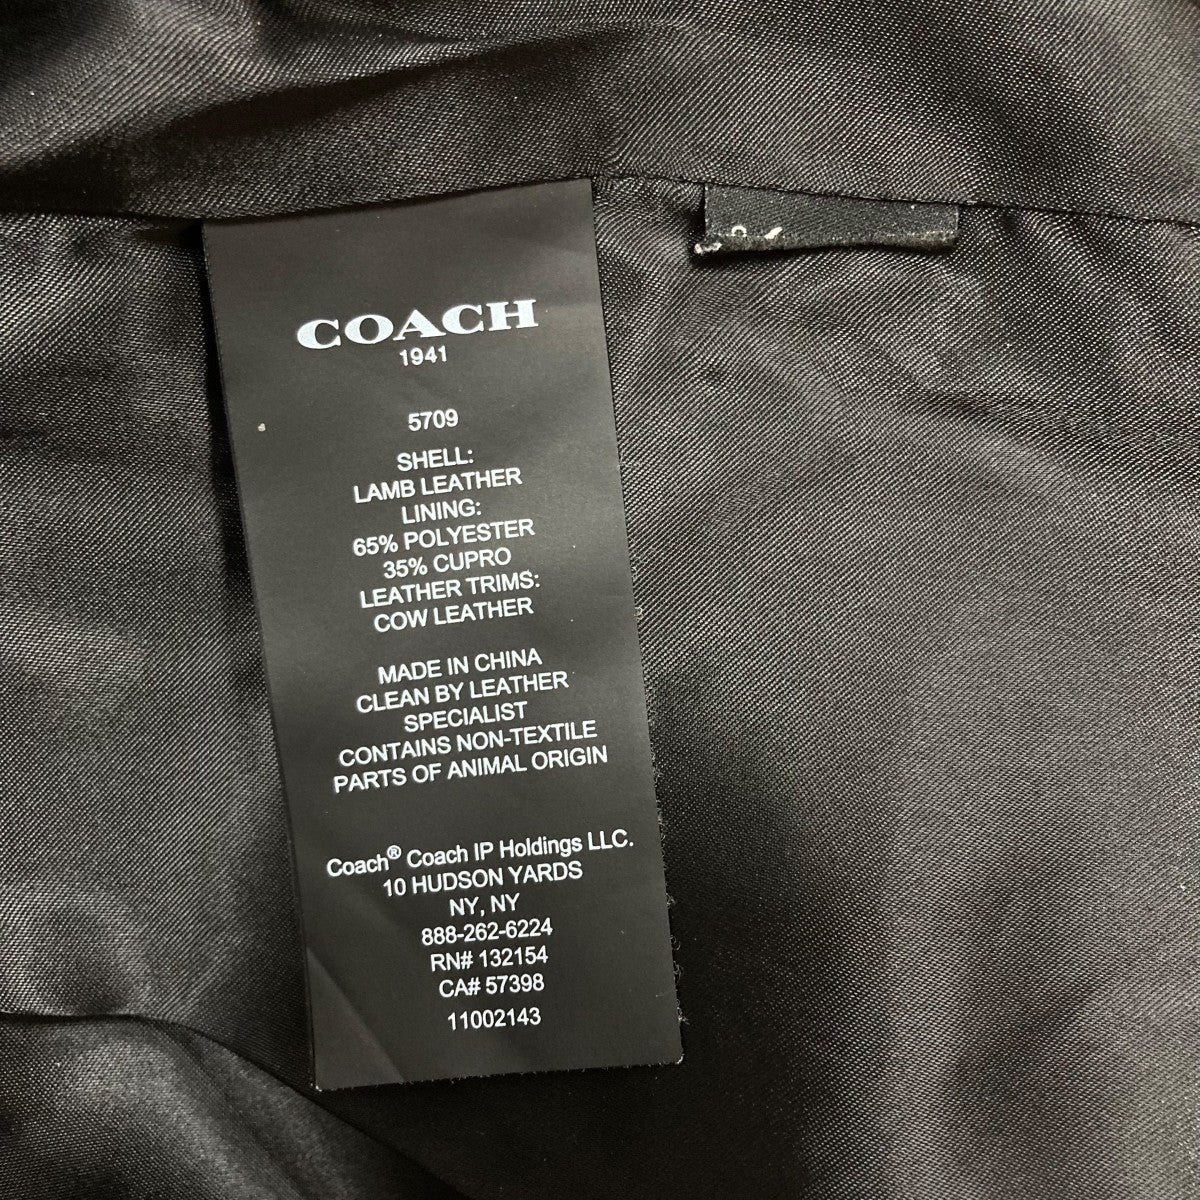 COACH
1941
5709
SHELL:
LAMB LEATHER
LINING:
65% POLYESTER
35% CUPRO
LEATHER TRIMS:
COW LEATHER
MADE IN CHINA
CLEAN BY LEATHER
SPECIALIST
CONTAINS NON-TEXTILE
PARTS OF ANIMAL ORIGIN
Coach® Coach IP Holdings LLC.
10 HUDSON YARDS
NY, NY
888-262-6224
RN# 132154
CA# 57398
11002143